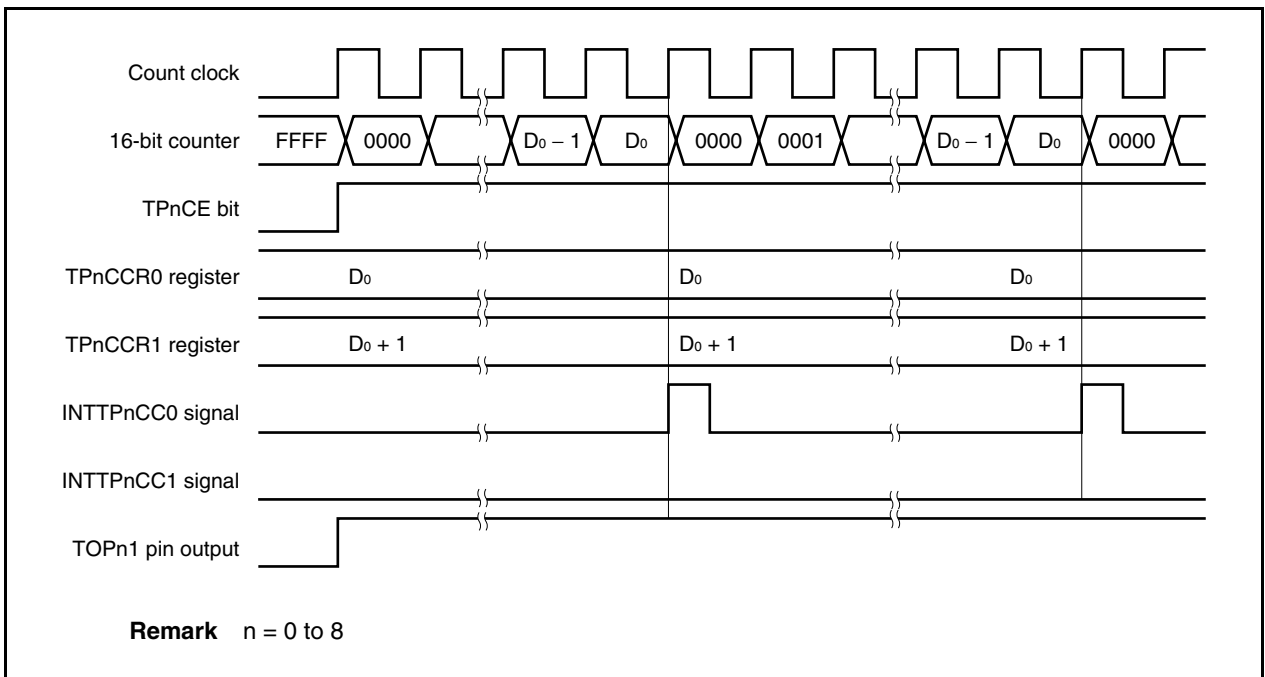 Count clock
16-bit counter FFFF 0000 D₀ − 1 D₀ 0000 0001 D₀ − 1 D₀ 0000
TPnCE bit
TPnCCR0 register D₀ D₀ D₀
TPnCCR1 register D₀ + 1 D₀ + 1 D₀ + 1
INTTPnCC0 signal
INTTPnCC1 signal
TOPn1 pin output
Remark n = 0 to 8